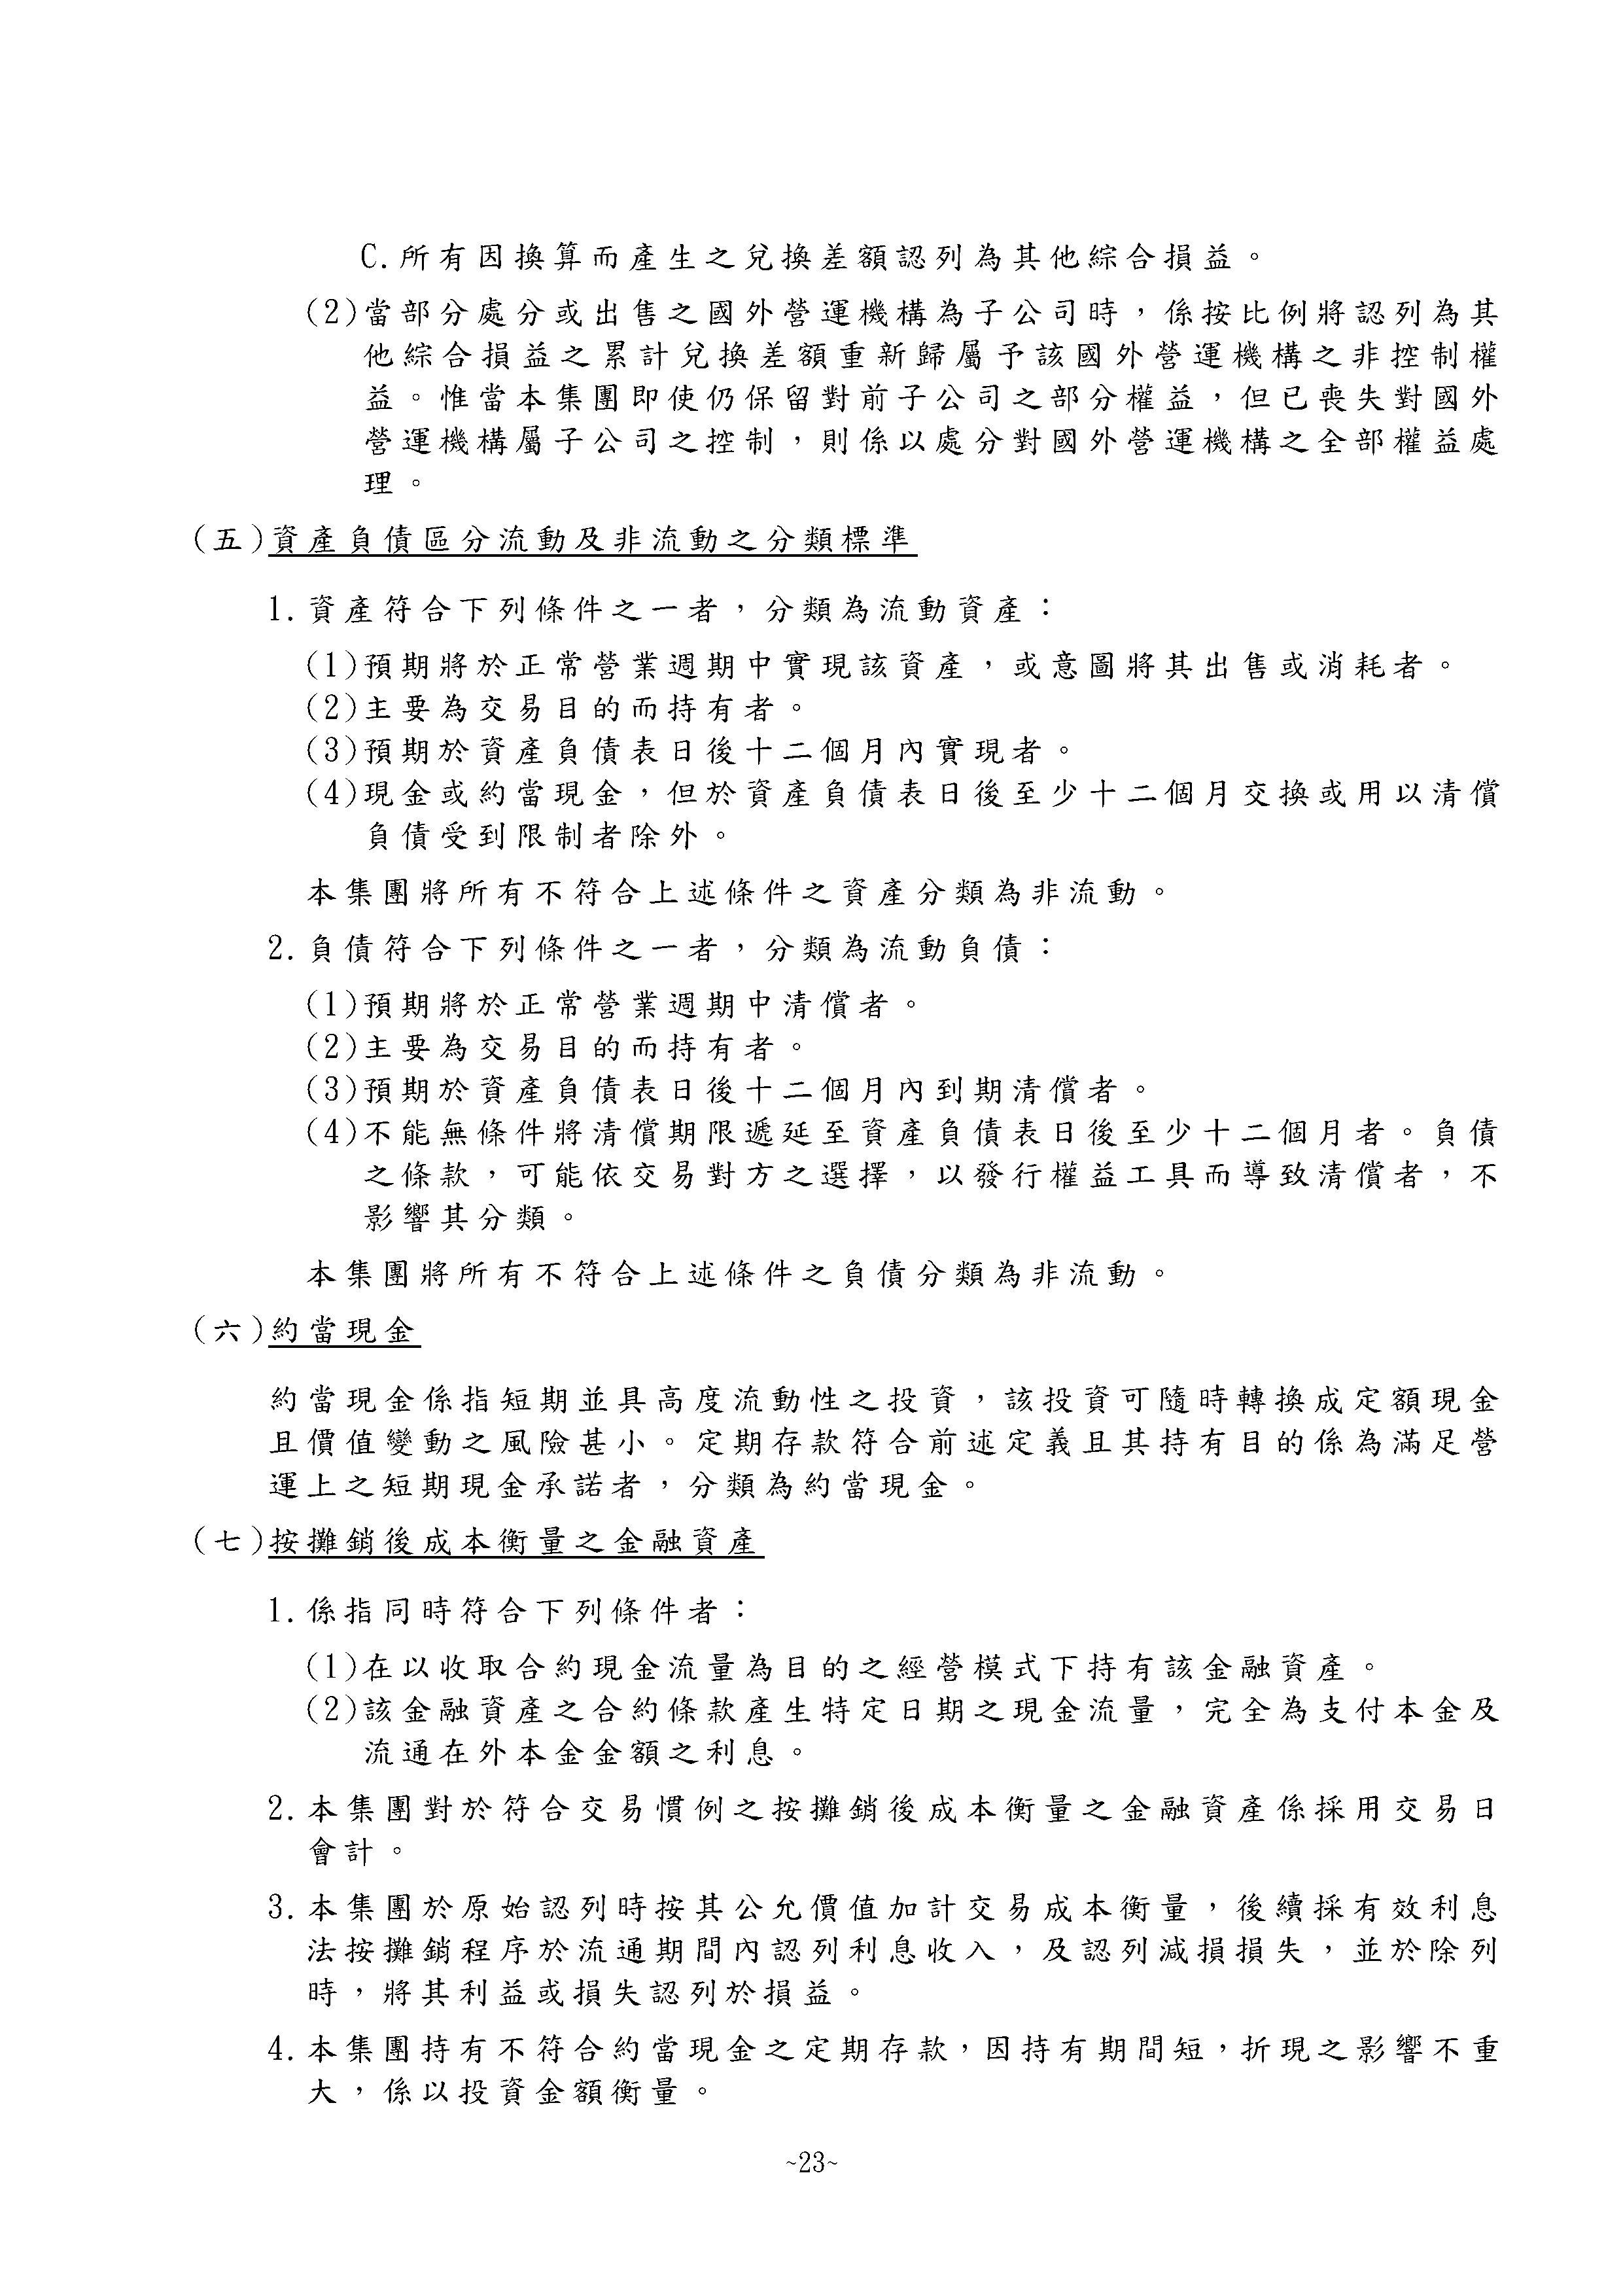 C.所有因換算而產生之兌換差額認列為其他綜合損益。
(2)當部分處分或出售之國外營運機構為子公司時，係按比例將認列為其
他綜合損益之累計兌換差額重新歸屬予該國外營運機構之非控制權
益。惟當本集團即使仍保留對前子公司之部分權益，但已喪失對國外
營運機構屬子公司之控制，則係以處分對國外營運機構之全部權益處
理。
(五)資產負債區分流動及非流動之分類標準
1.資產符合下列條件之一者，分類為流動資產：
(1)預期將於正常營業週期中實現該資產，或意圖將其出售或消耗者。
(2)主要為交易目的而持有者。
(3)預期於資產負債表日後十二個月內實現者。
(4)現金或約當現金，但於資產負債表日後至少十二個月交換或用以清償
負債受到限制者除外。
本集團將所有不符合上述條件之資產分類為非流動。
2.負債符合下列條件之一者，分類為流動負債：
(1)預期將於正常營業週期中清償者。
(2)主要為交易目的而持有者。
(3)預期於資產負債表日後十二個月內到期清償者。
(4)不能無條件將清償期限遞延至資產負債表日後至少十二個月者。負債
之條款，可能依交易對方之選擇，以發行權益工具而導致清償者，不
影響其分類。
本集團將所有不符合上述條件之負債分類為非流動。
(六)約當現金
約當現金係指短期並具高度流動性之投資，該投資可隨時轉換成定額現金
且價值變動之風險甚小。定期存款符合前述定義且其持有目的係為滿足營
運上之短期現金承諾者，分類為約當現金。
(七)按攤銷後成本衡量之金融資產
1.係指同時符合下列條件者：
(1)在以收取合約現金流量為目的之經營模式下持有該金融資產。
(2)該金融資產之合約條款產生特定日期之現金流量，完全為支付本金及
流通在外本金金額之利息。
2.本集團對於符合交易慣例之按攤銷後成本衡量之金融資產係採用交易日
會計。
3.本集團於原始認列時按其公允價值加計交易成本衡量，後續採有效利息
法按攤銷程序於流通期間內認列利息收入，及認列減損損失，並於除列
時，將其利益或損失認列於損益。
4.本集團持有不符合約當現金之定期存款，因持有期間短，折現之影響不重
大，係以投資金額衡量。
~23~